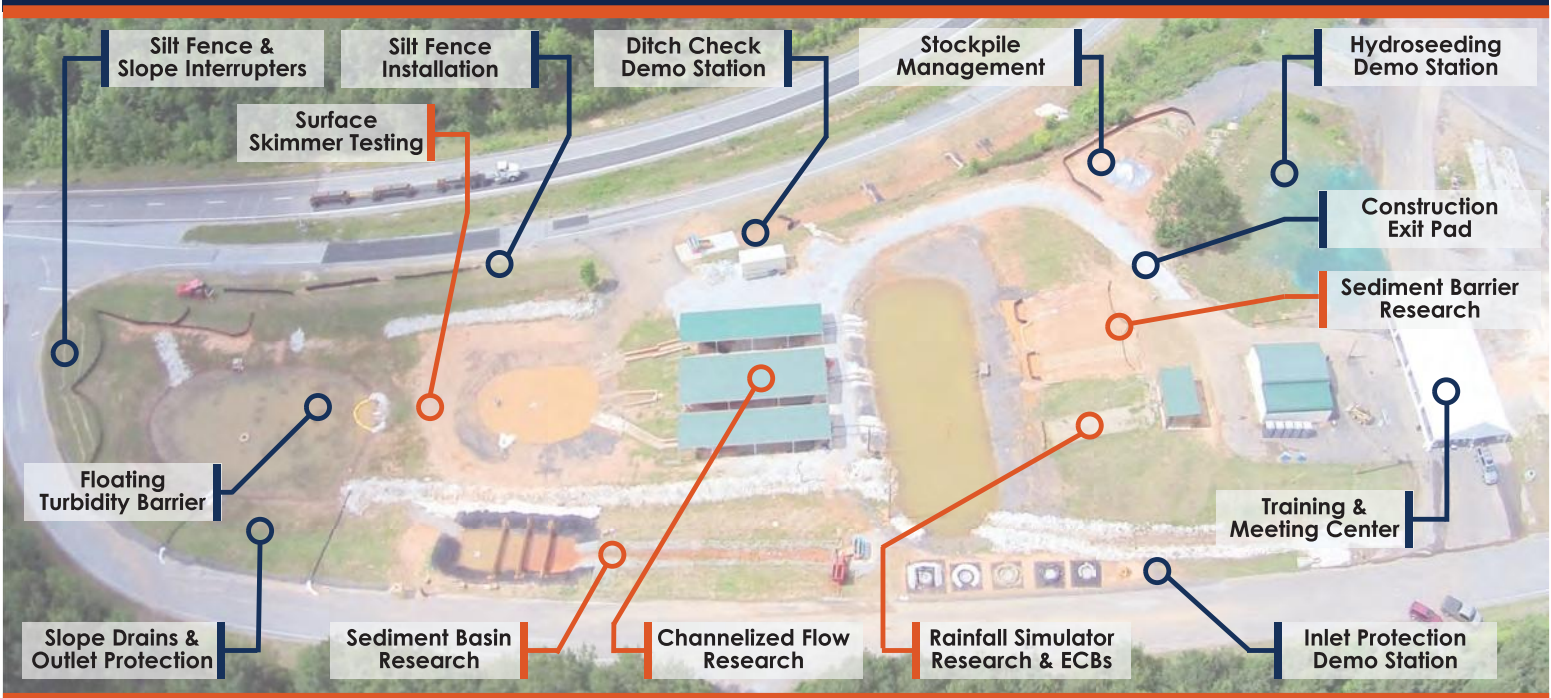 Silt Fence &
Slope Interrupters
Silt Fence
Installation
Ditch Check
Demo Station
Stockpile
Management
Hydroseeding
Demo Station
Surface
Skimmer Testing
Construction
Exit Pad
Sediment Barrier
Research
Floating
Turbidity Barrier
Training &
Meeting Center
Slope Drains &
Outlet Protection
Sediment Basin
Research
Channelized Flow
Research
Rainfall Simulator
Research & ECBs
Inlet Protection
Demo Station